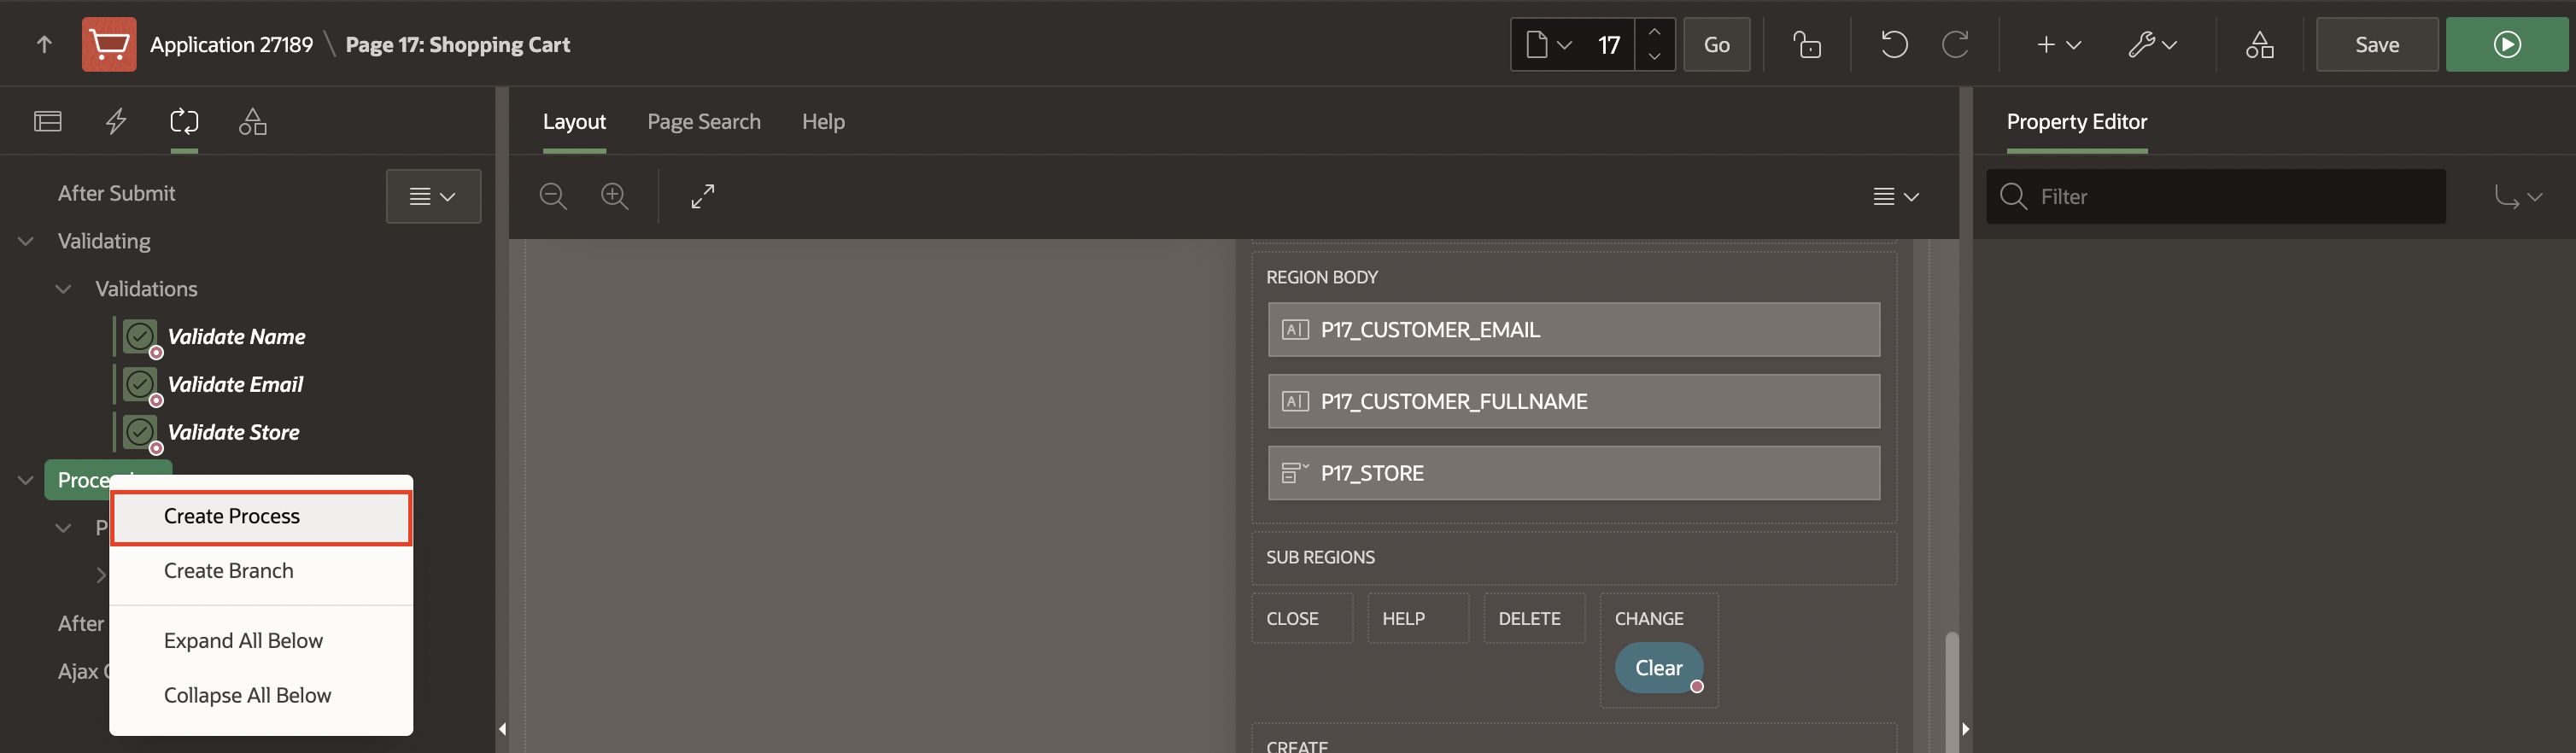 Application 27189 \ Page 17: Shopping Cart
17
Go
Save
Layout
Page Search
Help
Property Editor
After Submit
Filter
Validating
Validations
Validate Name
Validate Email
Validate Store
Create Process
Create Branch
Expand All Below
Collapse All Below
After
Ajax
REGION BODY
P17_CUSTOMER_EMAIL
P17_CUSTOMER_FULLNAME
P17_STORE
SUB REGIONS
CLOSE
HELP
DELETE
CHANGE
Clear
CREATE